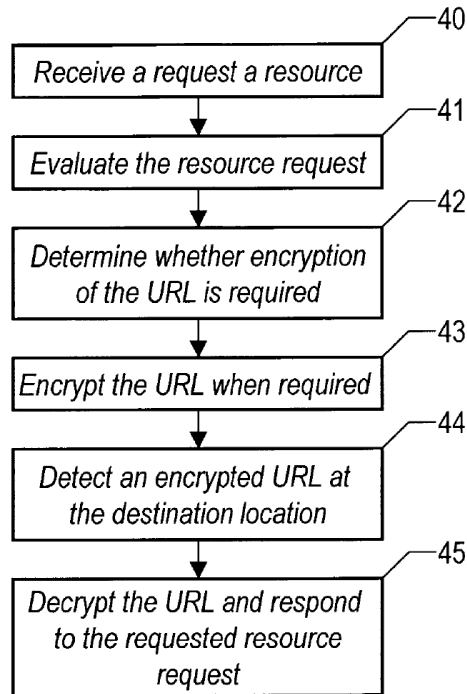 40
Receive a request a resource
41
Evaluate the resource request
42
Determine whether encryption
of the URL is required
43
Encrypt the URL when required
44
Detect an encrypted URL at
the destination location
45
Decrypt the URL and respond
to the requested resource
request